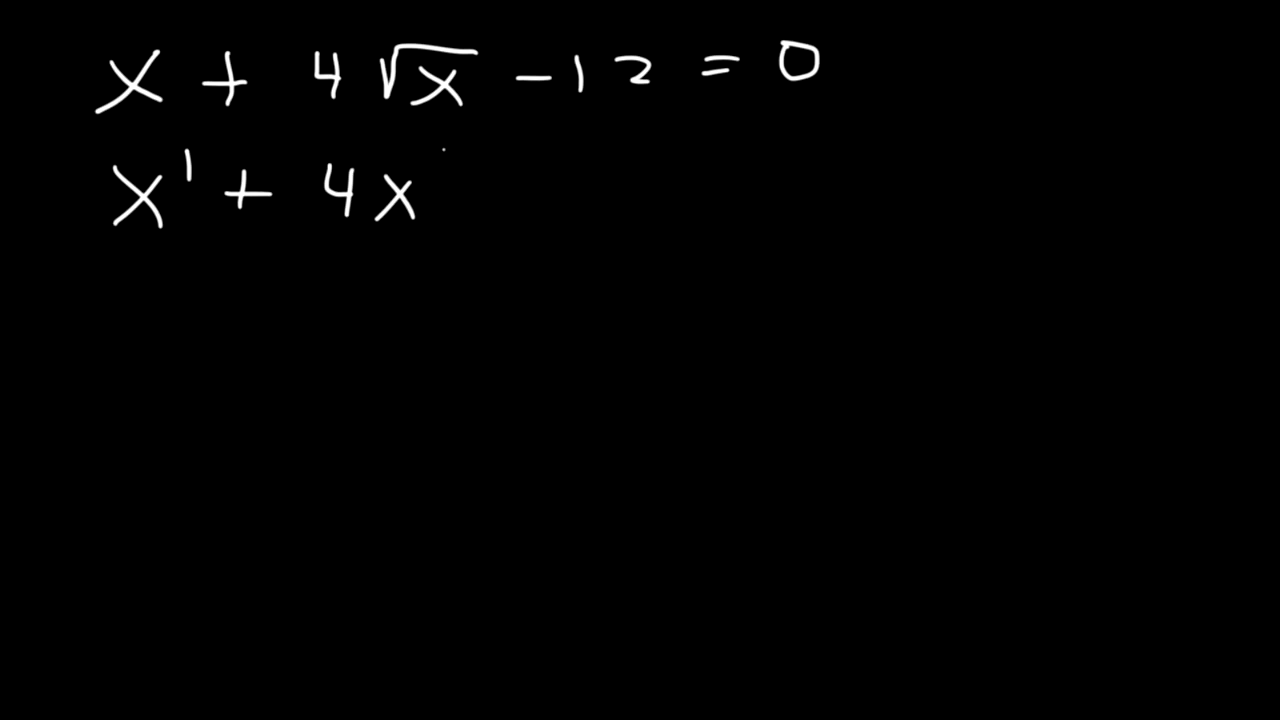 x + 4√x - 12 = 0
x¹ + 4x